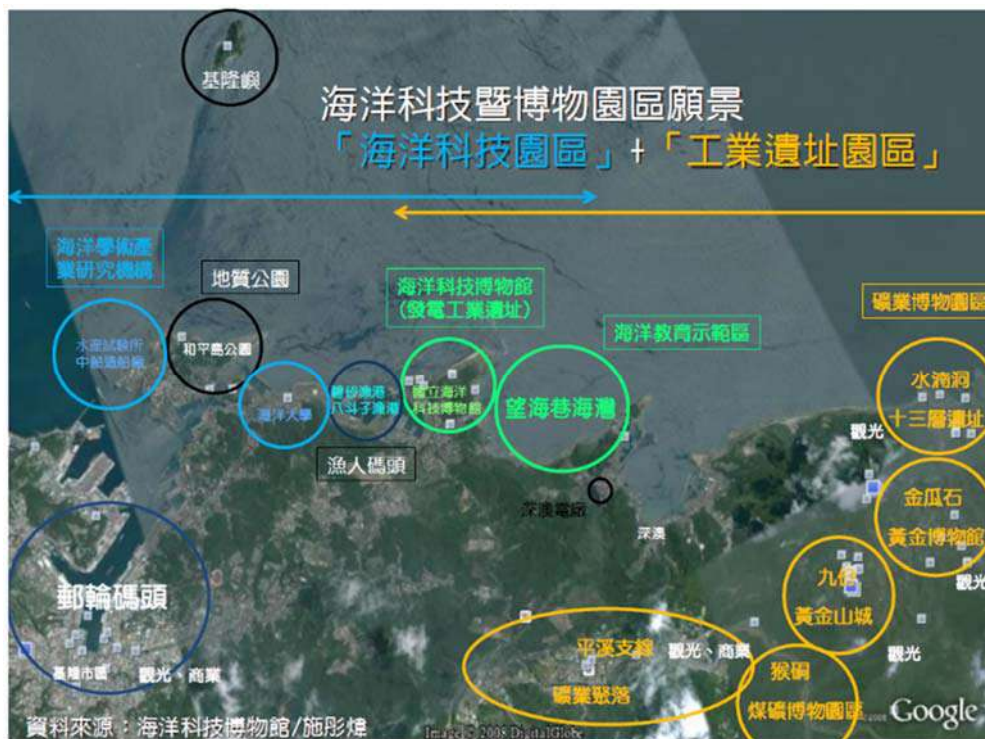 基隆嶼
海洋科技暨博物園區願景
「海洋科技園區」+「工業遺址園區」
海洋學術產
業研究機構
地質公園
海洋科技博物館
(發電工業遺址)
海洋教育示範區
礦業博物園區
水產試驗所
中船造船廠
和平島公園
海洋大學
碧砂漁港
八斗子漁港
國立海洋
科技博物館
望海巷海灣
水湳洞
十三層遺址
觀光
漁人碼頭
深澳電廠
深澳
金瓜石
黃金博物館
觀光
九份
黃金山城
郵輪碼頭
基隆市區
觀光、商業
平溪支線
觀光、商業
礦業聚落
觀光
猴硐
煤礦博物園區
資料來源：海洋科技博物館/施彤煒
Image © 2008 DigitalGlobe
Google